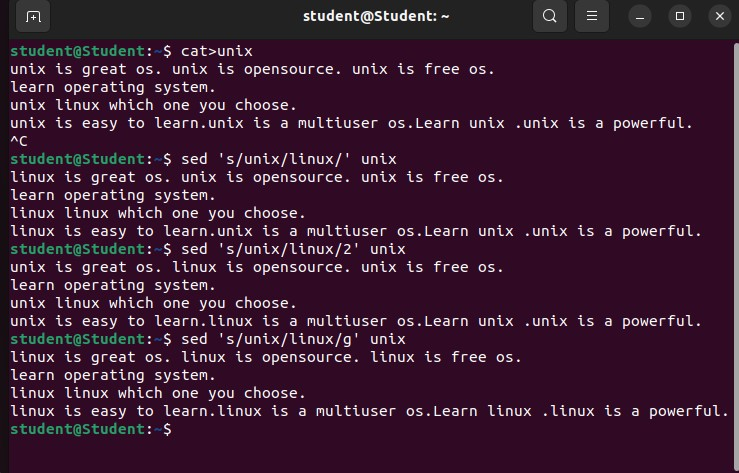 student@Student: ~
student@Student:~$ cat>unix
unix is great os. unix is opensource. unix is free os.
learn operating system.
unix linux which one you choose.
unix is easy to learn.unix is a multiuser os.Learn unix .unix is a powerful.
^C
student@Student:~$ sed 's/unix/linux/' unix
linux is great os. unix is opensource. unix is free os.
learn operating system.
linux linux which one you choose.
linux is easy to learn.unix is a multiuser os.Learn unix .unix is a powerful.
student@Student:~$ sed 's/unix/linux/2' unix
unix is great os. linux is opensource. unix is free os.
learn operating system.
unix linux which one you choose.
unix is easy to learn.linux is a multiuser os.Learn unix .unix is a powerful.
student@Student:~$ sed 's/unix/linux/g' unix
linux is great os. linux is opensource. linux is free os.
learn operating system.
linux linux which one you choose.
linux is easy to learn.linux is a multiuser os.Learn linux .linux is a powerful.
student@Student:~$